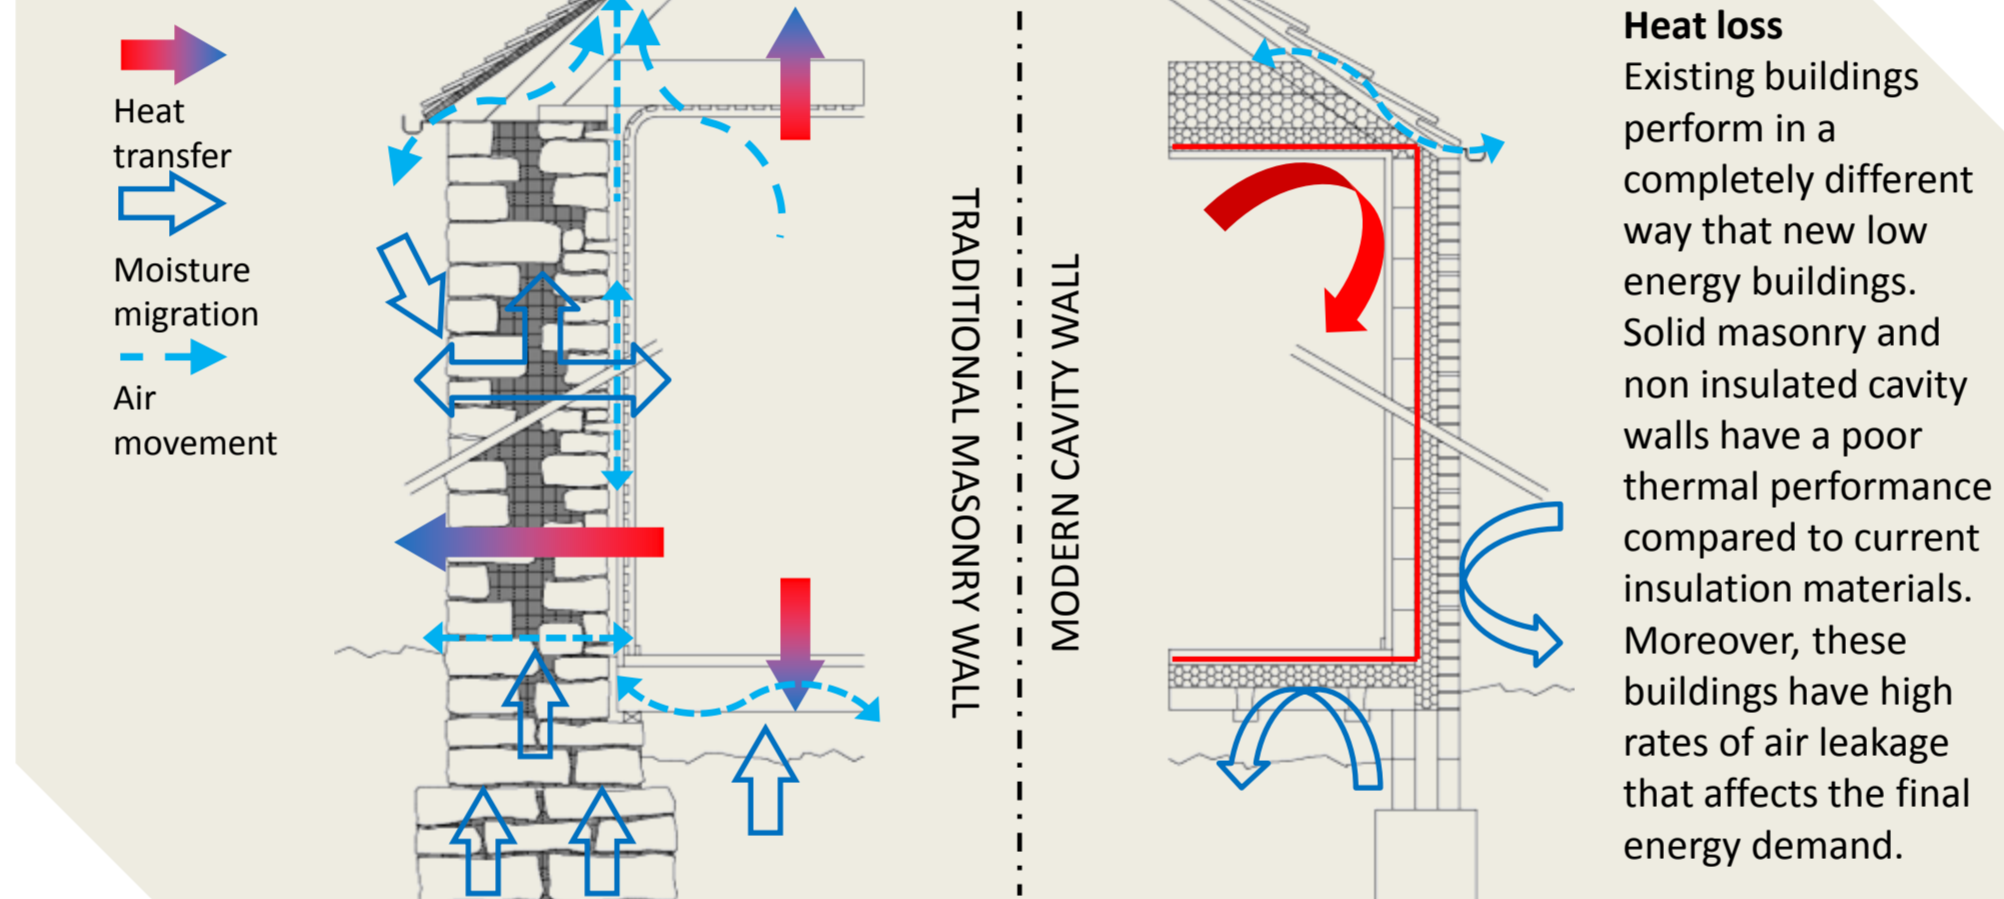 Heat
transfer
Moisture
migration
Air
movement
TRADITIONAL MASONRY WALL
MODERN CAVITY WALL
Heat loss
Existing buildings
perform in a
completely different
way that new low
energy buildings.
Solid masonry and
non insulated cavity
walls have a poor
thermal performance
compared to current
insulation materials.
Moreover, these
buildings have high
rates of air leakage
that affects the final
energy demand.